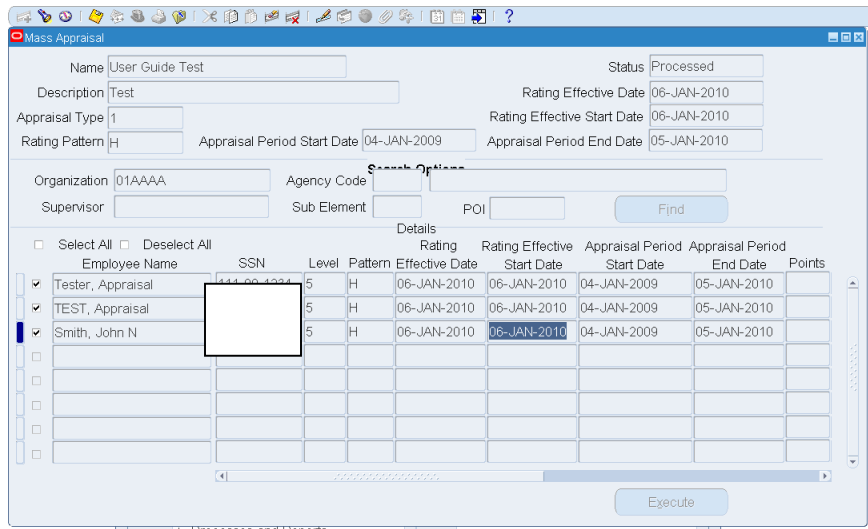 Mass Appraisal
Name User Guide Test Status Processed
Description Test Rating Effective Date 06-JAN-2010
Appraisal Type 1 Rating Effective Start Date 06-JAN-2010
Rating Pattern H Appraisal Period Start Date 04-JAN-2009 Appraisal Period End Date 05-JAN-2010
Search Options
Organization 01AAAA Agency Code
Supervisor Sub Element POI Find
Details
Select All Deselect All Rating Rating Effective Appraisal Period Appraisal Period
Employee Name SSN Level Pattern Effective Date Start Date Start Date End Date Points
Tester, Appraisal 5 H 06-JAN-2010 06-JAN-2010 04-JAN-2009 05-JAN-2010
TEST, Appraisal 5 H 06-JAN-2010 06-JAN-2010 04-JAN-2009 05-JAN-2010
Smith, John N 5 H 06-JAN-2010 06-JAN-2010 04-JAN-2009 05-JAN-2010
Execute